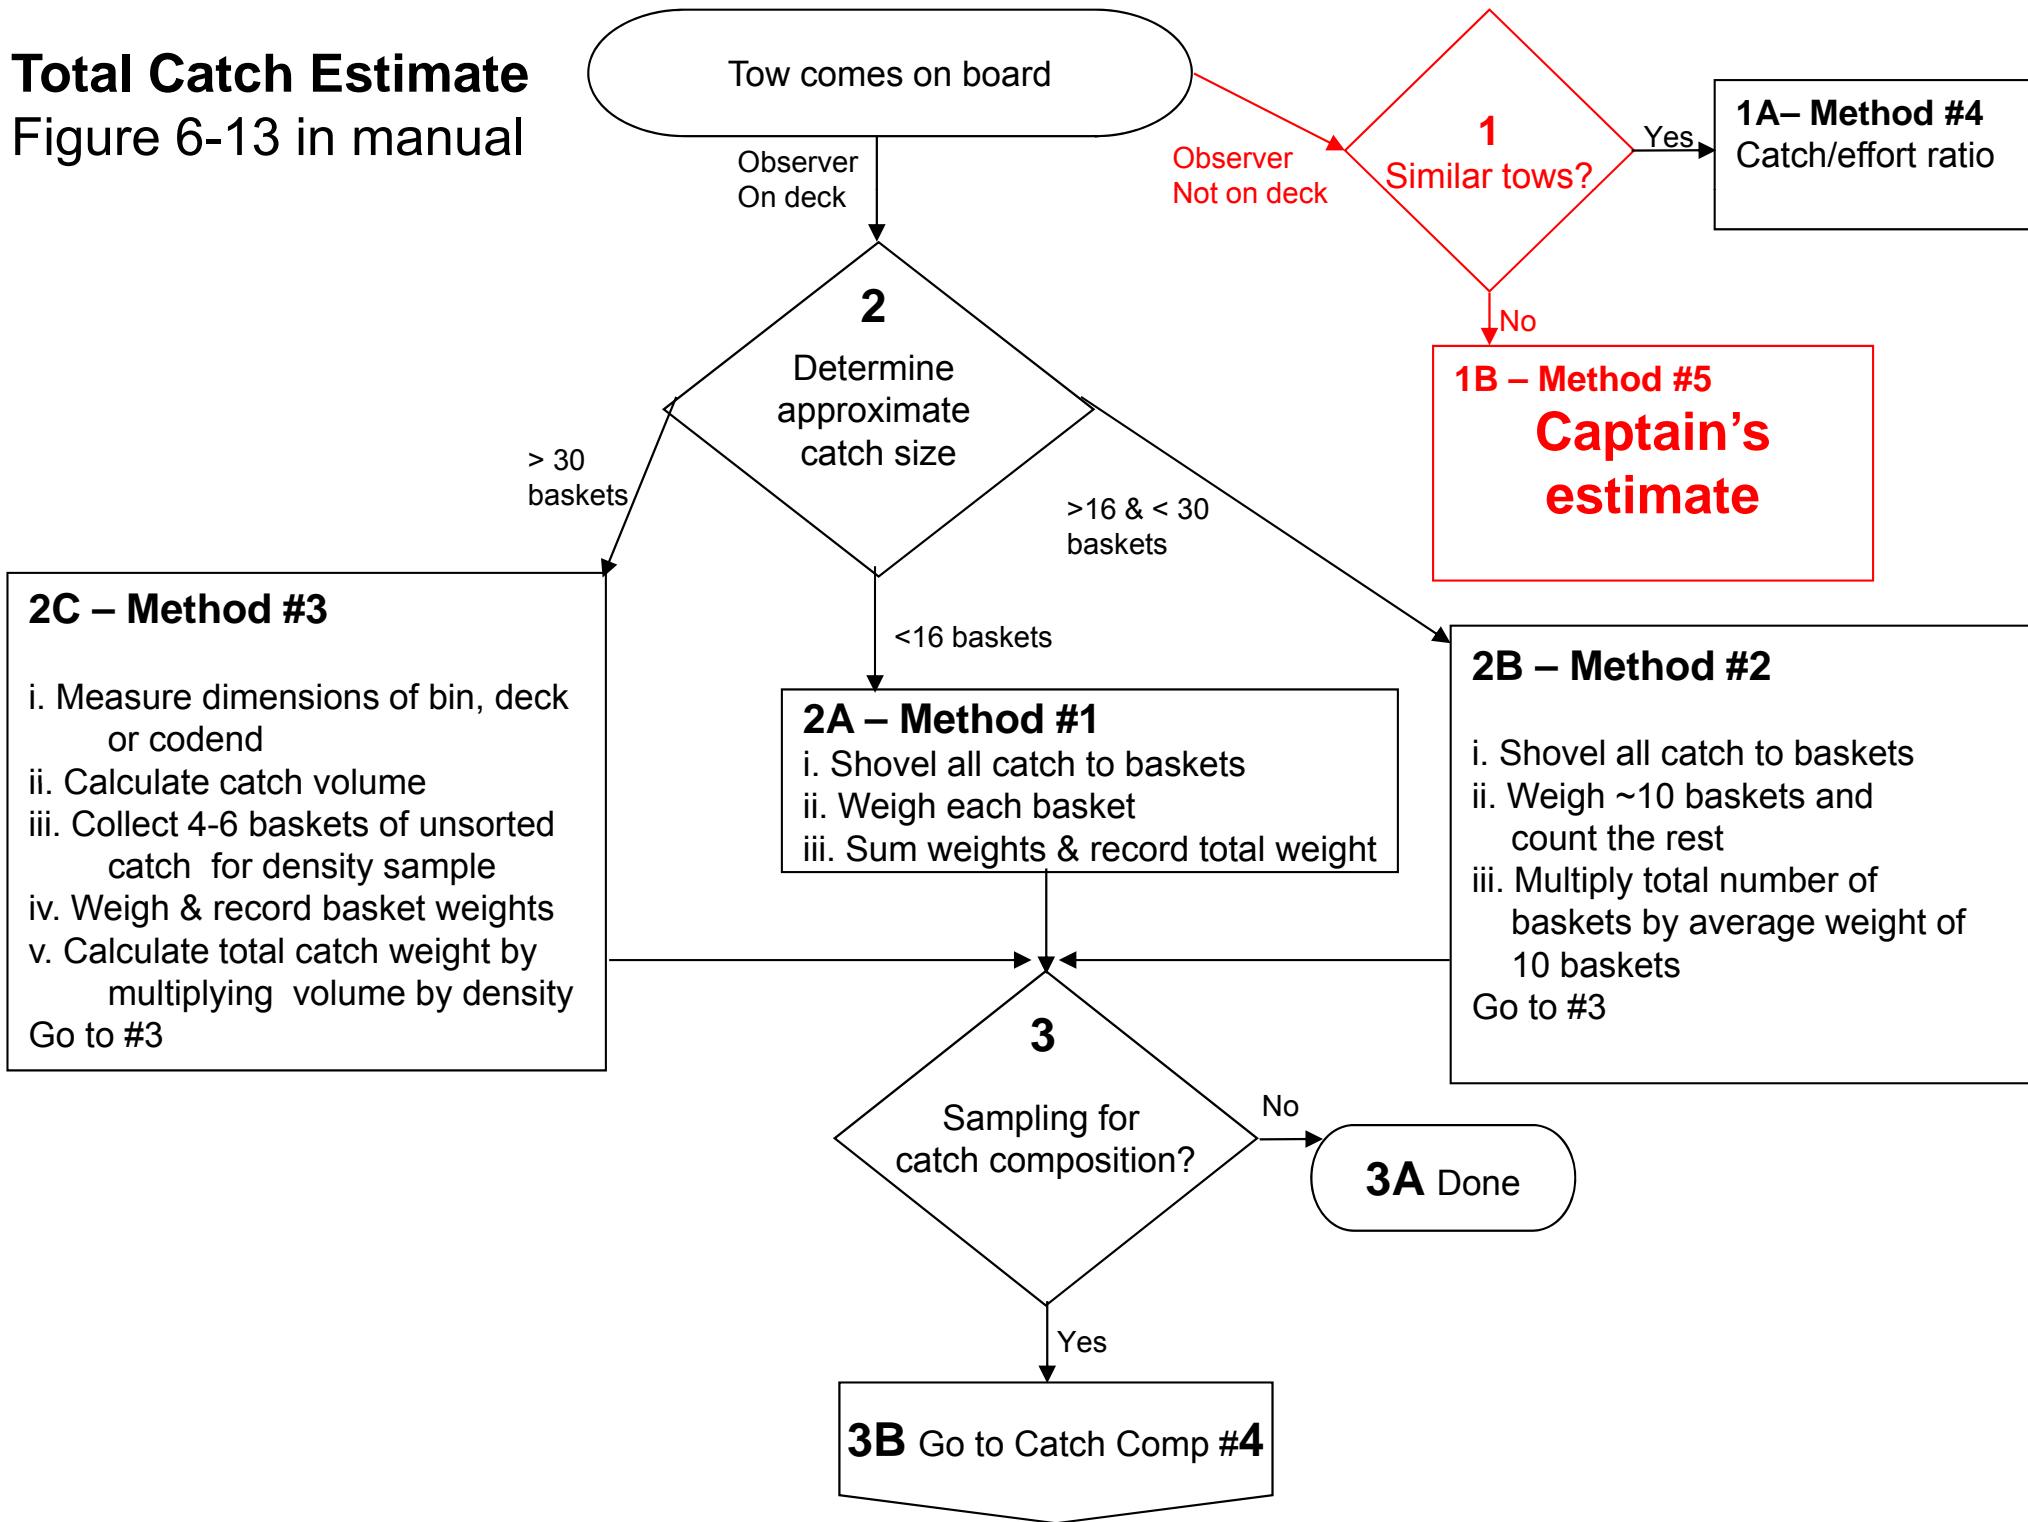 Total Catch Estimate
Figure 6-13 in manual
Tow comes on board
Observer
On deck
Observer
Not on deck
1
Similar tows?
Yes
1A– Method #4
Catch/effort ratio
No
1B – Method #5
Captain’s
estimate
2
Determine
approximate
catch size
> 30
baskets
<16 baskets
>16 & < 30
baskets
2C – Method #3
i. Measure dimensions of bin, deck
or codend
ii. Calculate catch volume
iii. Collect 4-6 baskets of unsorted
catch for density sample
iv. Weigh & record basket weights
v. Calculate total catch weight by
multiplying volume by density
Go to #3
2A – Method #1
i. Shovel all catch to baskets
ii. Weigh each basket
iii. Sum weights & record total weight
2B – Method #2
i. Shovel all catch to baskets
ii. Weigh ~10 baskets and
count the rest
iii. Multiply total number of
baskets by average weight of
10 baskets
Go to #3
3
Sampling for
catch composition?
No
3A Done
Yes
3B Go to Catch Comp #4